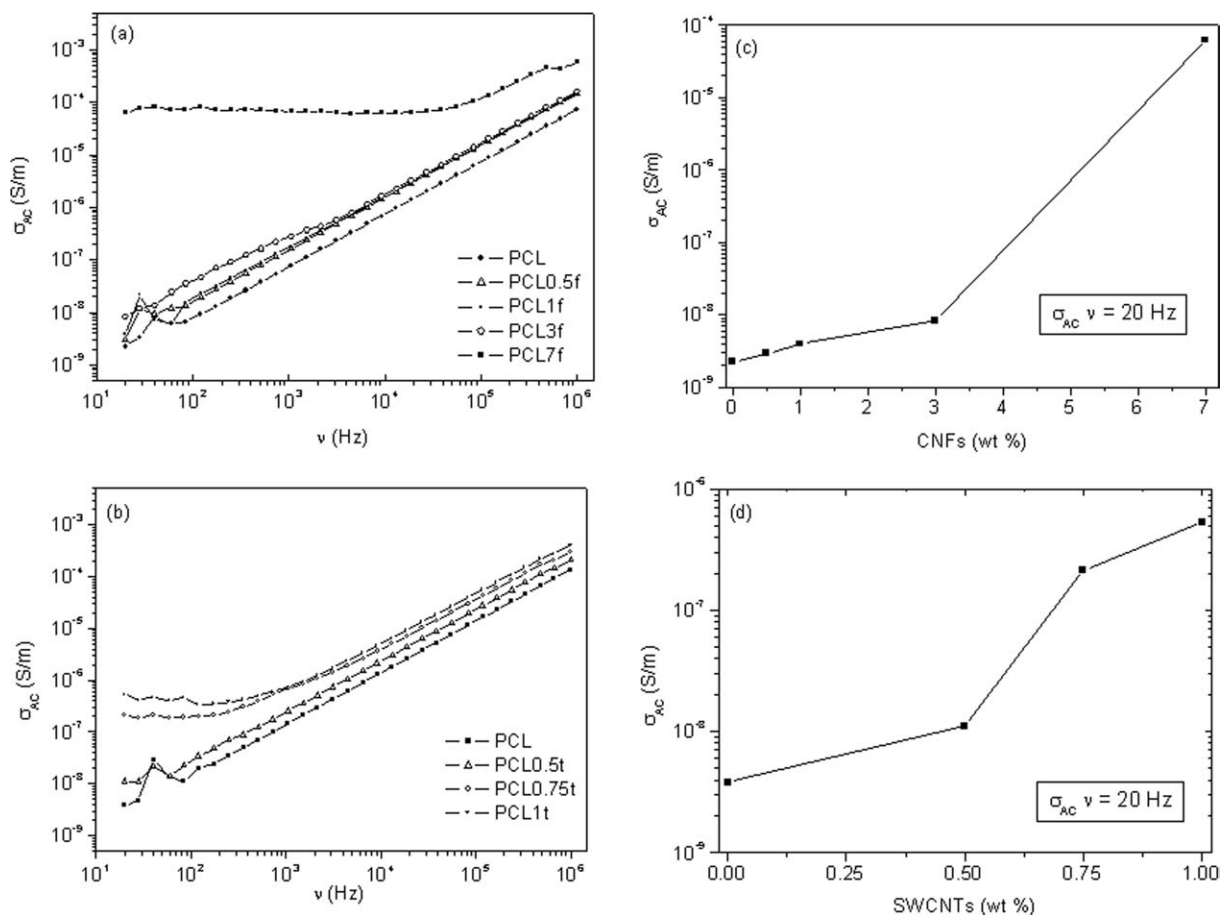 (a)
10⁻³
10⁻⁴
10⁻⁵
10⁻⁶
10⁻⁷
10⁻⁸
10⁻⁹
σAC (S/m)
PCL
PCL0.5f
PCL1f
PCL3f
PCL7f
10¹ 10² 10³ 10⁴ 10⁵ 10⁶
ν (Hz)
(c)
10⁻⁴
10⁻⁵
10⁻⁶
10⁻⁷
10⁻⁸
10⁻⁹
σAC (S/m)
σAC ν = 20 Hz
0 1 2 3 4 5 6 7
CNFs (wt %)
(b)
10⁻³
10⁻⁴
10⁻⁵
10⁻⁶
10⁻⁷
10⁻⁸
10⁻⁹
σAC (S/m)
PCL
PCL0.5t
PCL0.75t
PCL1t
10¹ 10² 10³ 10⁴ 10⁵ 10⁶
ν (Hz)
(d)
10⁻⁶
10⁻⁷
10⁻⁸
10⁻⁹
σAC (S/m)
σAC ν = 20 Hz
0.00 0.25 0.50 0.75 1.00
SWCNTs (wt %)